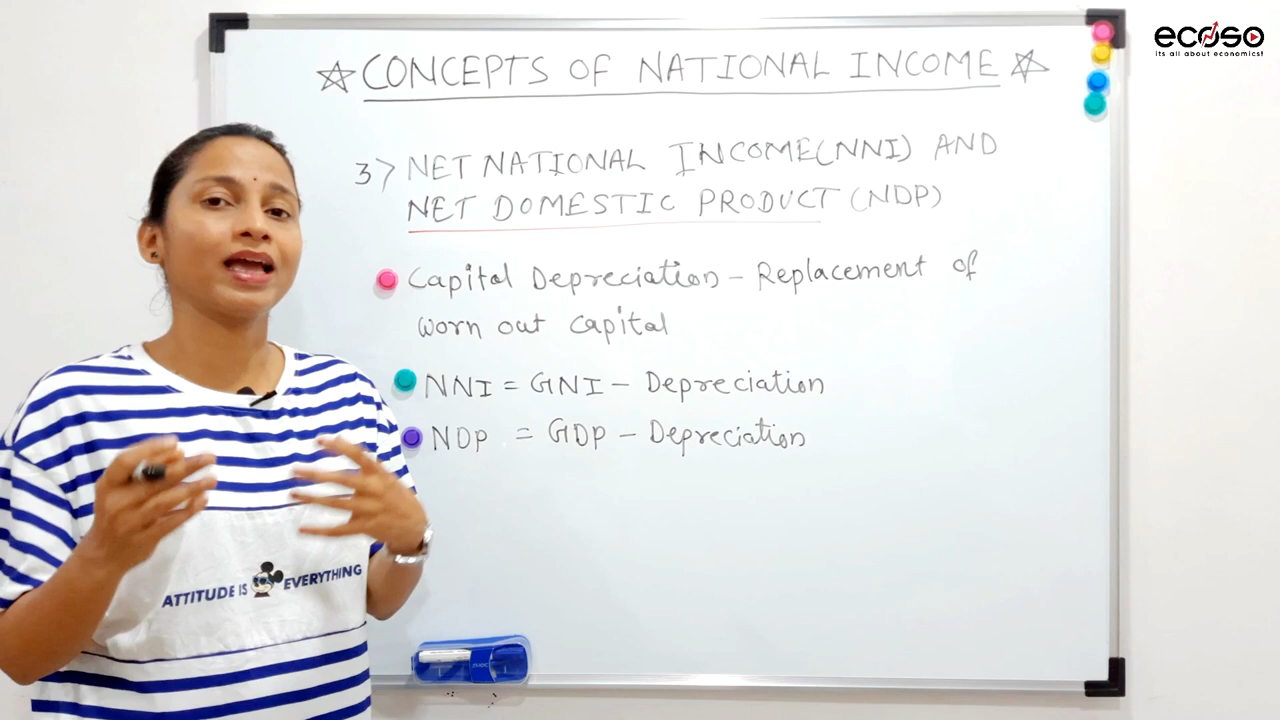 ecoso
its all about economics!
☆ CONCEPTS OF NATIONAL INCOME ☆
3> NET NATIONAL INCOME(NNI) AND
NET DOMESTIC PRODUCT (NDP)
Capital Depreciation – Replacement of
worn out capital
NNI = GNI – Depreciation
NDP = GDP – Depreciation
ATTITUDE IS EVERYTHING